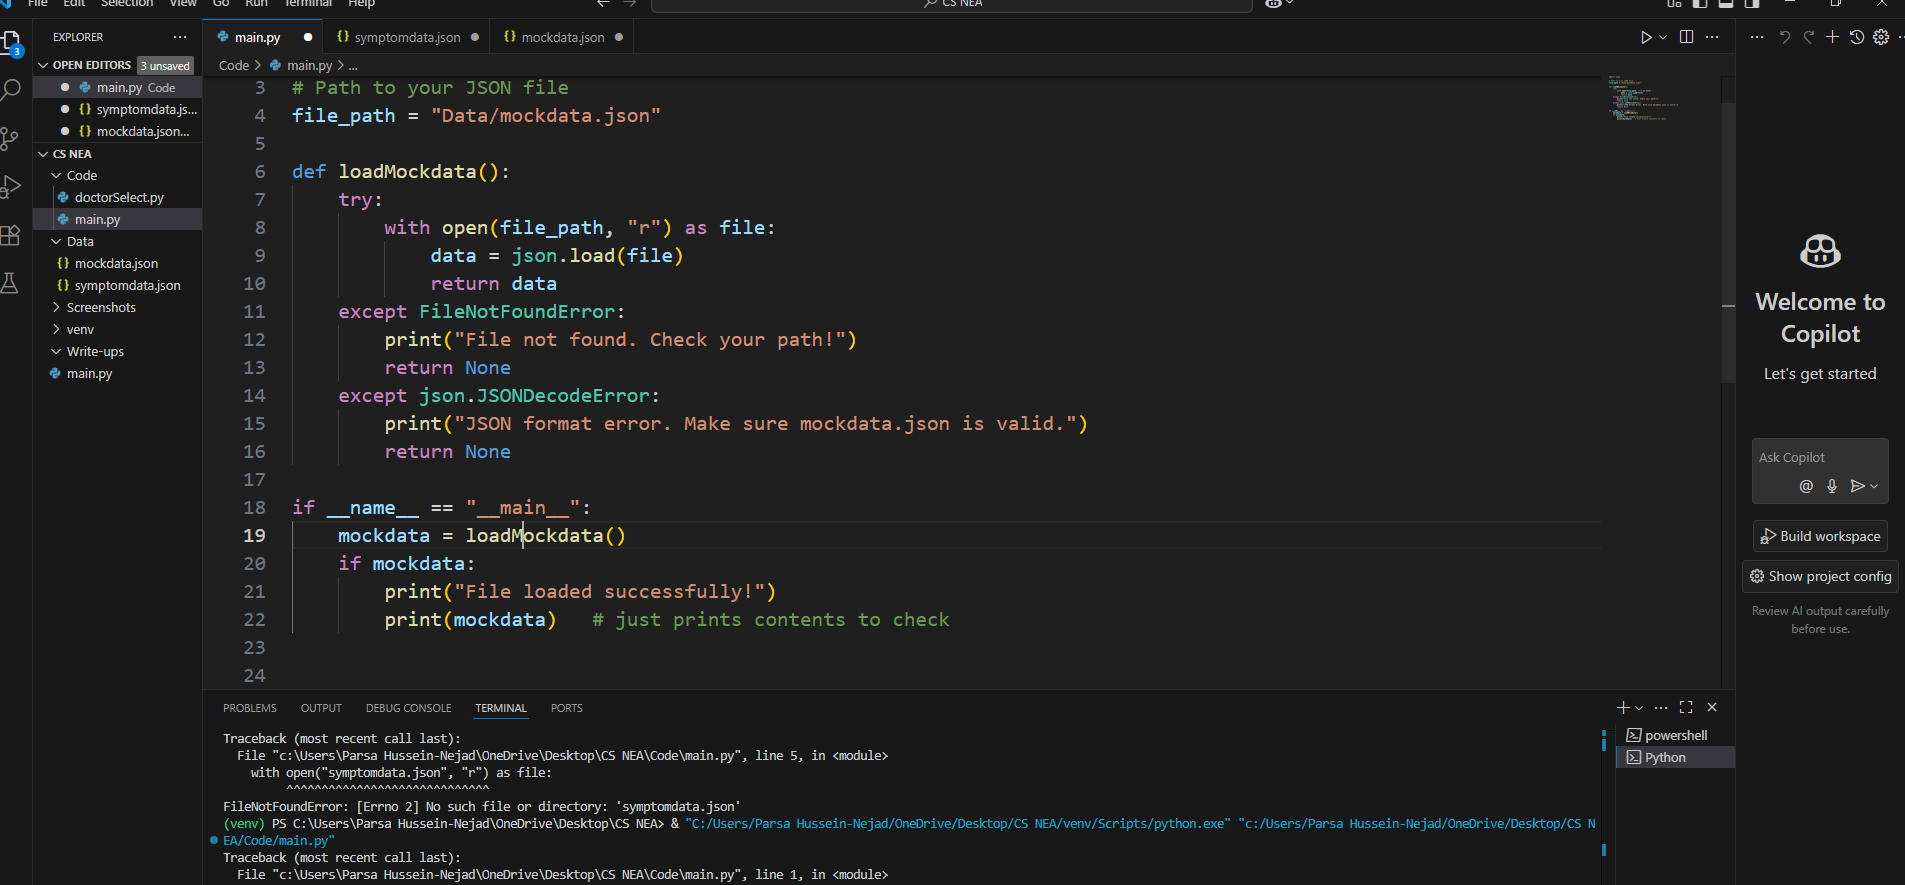 File Edit Selection View Go Run Terminal Help
CS NEA
EXPLORER
3
OPEN EDITORS 3 unsaved
main.py Code
symptomdata.js...
mockdata.json...
CS NEA
Code
doctorSelect.py
main.py
Data
mockdata.json
symptomdata.json
Screenshots
venv
Write-ups
main.py
main.py
{} symptomdata.json
{} mockdata.json
Code > main.py > ...
3 # Path to your JSON file
4 file_path = "Data/mockdata.json"
5
6 def loadMockdata():
7 try:
8 with open(file_path, "r") as file:
9 data = json.load(file)
10 return data
11 except FileNotFoundError:
12 print("File not found. Check your path!")
13 return None
14 except json.JSONDecodeError:
15 print("JSON format error. Make sure mockdata.json is valid.")
16 return None
17
18 if __name__ == "__main__":
19 mockdata = loadMockdata()
20 if mockdata:
21 print("File loaded successfully!")
22 print(mockdata) # just prints contents to check
23
24
PROBLEMS OUTPUT DEBUG CONSOLE TERMINAL PORTS
Traceback (most recent call last):
File "c:\Users\Parsa Hussein-Nejad\OneDrive\Desktop\CS NEA\Code\main.py", line 5, in <module>
with open("symptomdata.json", "r") as file:
^^^^^^^^^^^^^^^^^^^^^^^^^^^^^
FileNotFoundError: [Errno 2] No such file or directory: 'symptomdata.json'
(venv) PS C:\Users\Parsa Hussein-Nejad\OneDrive\Desktop\CS NEA> & "C:/Users/Parsa Hussein-Nejad/OneDrive/Desktop/CS NEA/venv/Scripts/python.exe" "c:/Users/Parsa Hussein-Nejad/OneDrive/Desktop/CS N
EA/Code/main.py"
Traceback (most recent call last):
File "c:\Users\Parsa Hussein-Nejad\OneDrive\Desktop\CS NEA\Code\main.py", line 1, in <module>
powershell
Python
Welcome to
Copilot
Let's get started
Ask Copilot
Build workspace
Show project config
Review AI output carefully
before use.